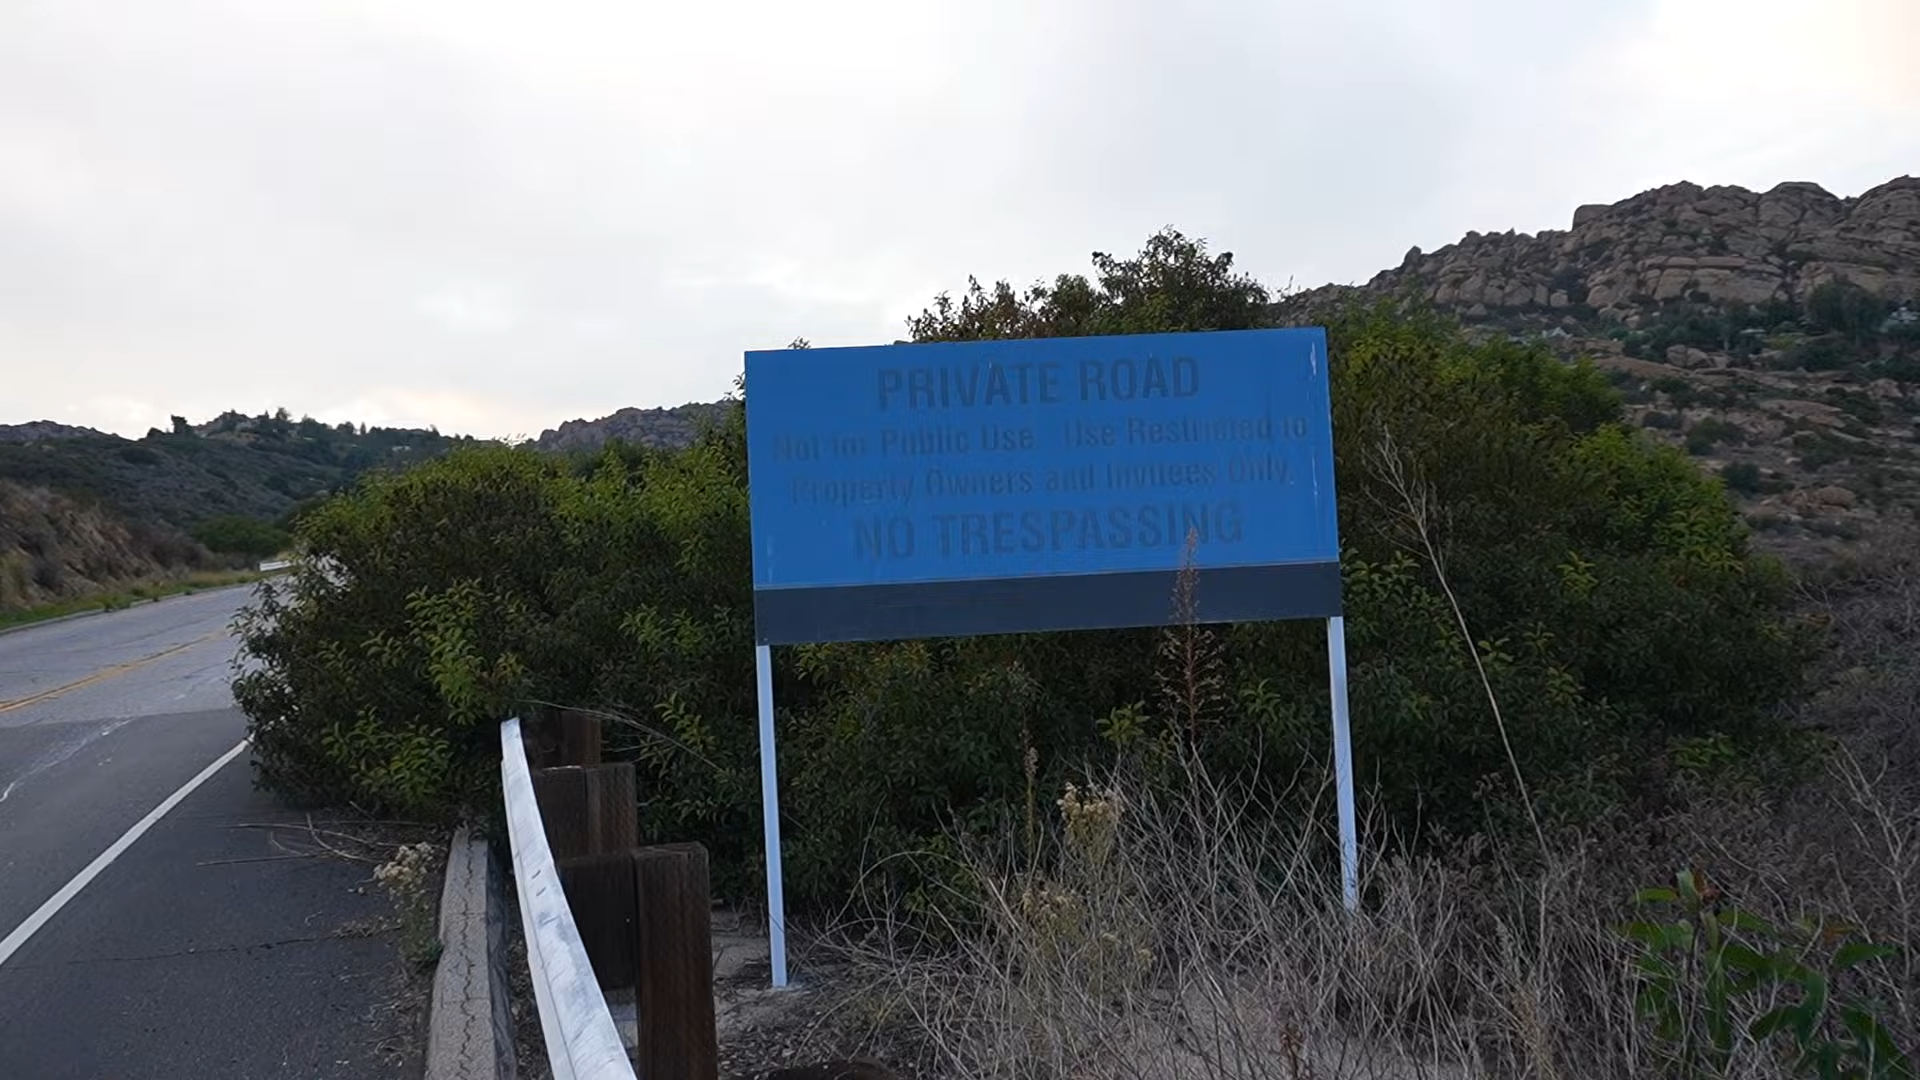 PRIVATE ROAD
Not for Public Use Use Restricted to
Property Owners and Invitees Only.
NO TRESPASSING